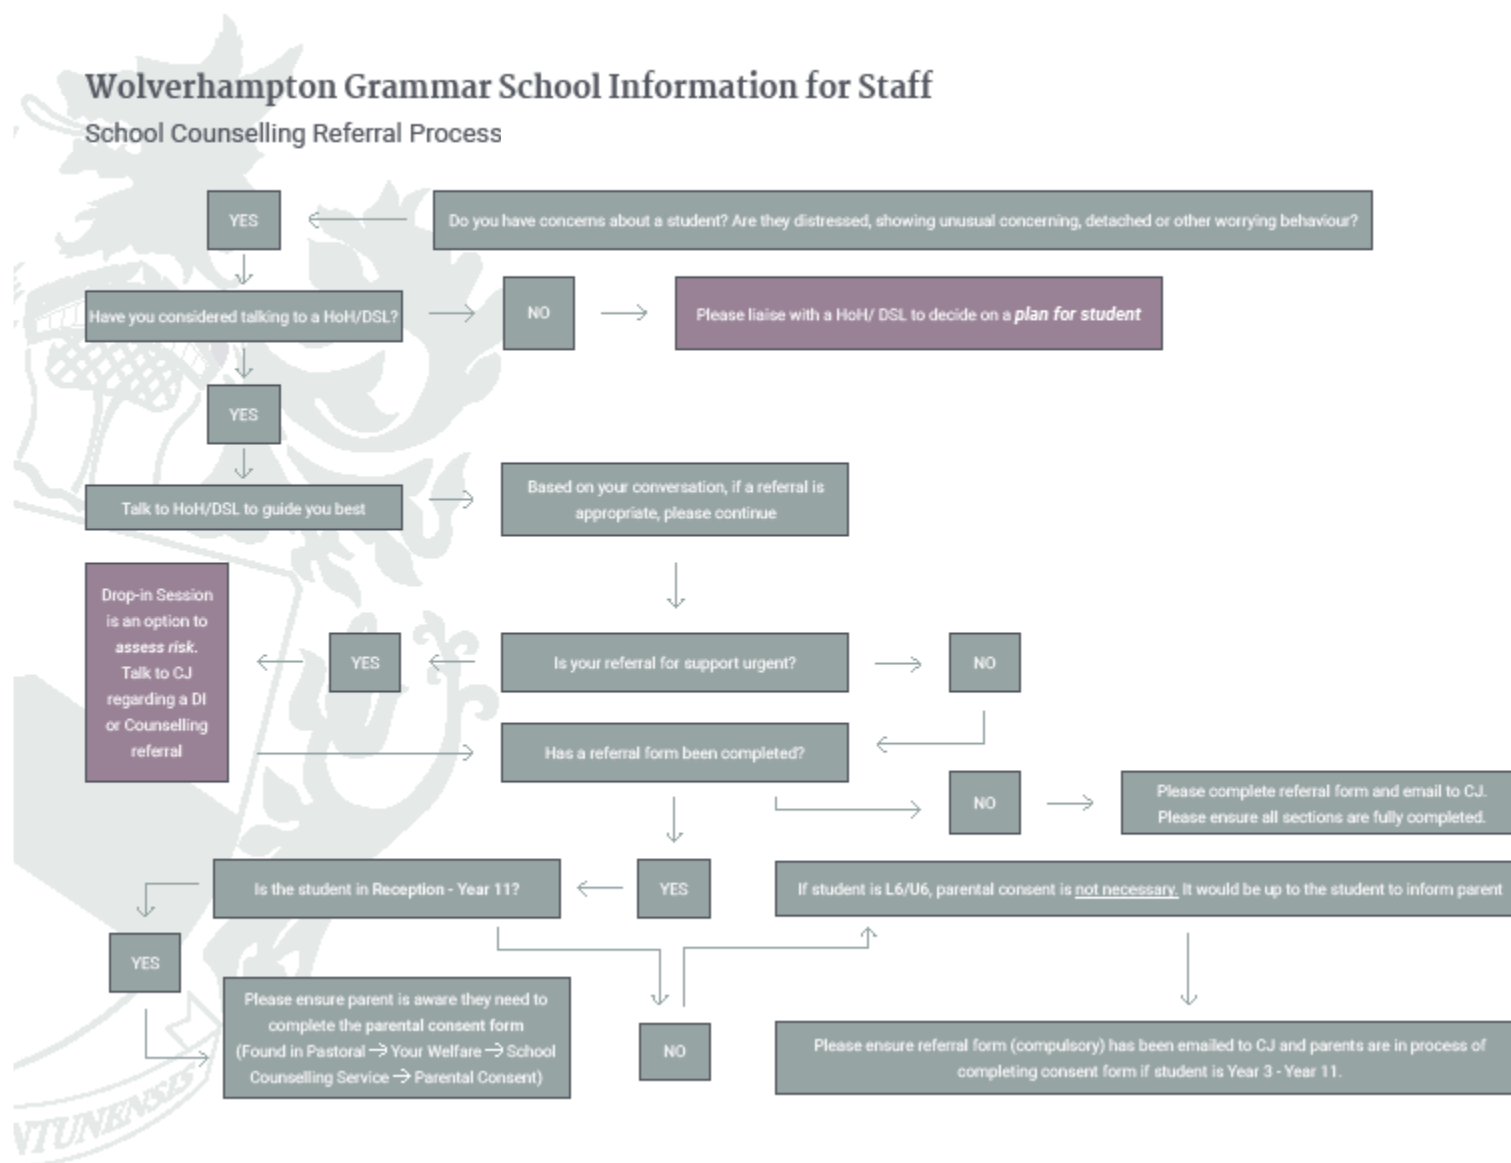 Wolverhampton Grammar School Information for Staff
School Counselling Referral Process
YES
Do you have concerns about a student? Are they distressed, showing unusual concerning, detached or other worrying behaviour?
Have you considered talking to a HoH/DSL?
NO
Please liaise with a HoH/ DSL to decide on a plan for student
YES
Talk to HoH/DSL to guide you best
Based on your conversation, if a referral is
appropriate, please continue
Drop-in Session
is an option to
assess risk.
Talk to CJ
regarding a DI
or Counselling
referral
YES
Is your referral for support urgent?
NO
Has a referral form been completed?
NO
Please complete referral form and email to CJ.
Please ensure all sections are fully completed.
Is the student in Reception - Year 11?
YES
If student is L6/U6, parental consent is not necessary. It would be up to the student to inform parent
YES
Please ensure parent is aware they need to
complete the parental consent form
(Found in Pastoral → Your Welfare → School
Counselling Service → Parental Consent)
NO
Please ensure referral form (compulsory) has been emailed to CJ and parents are in process of
completing consent form if student is Year 3 - Year 11.
NTUNENSIS